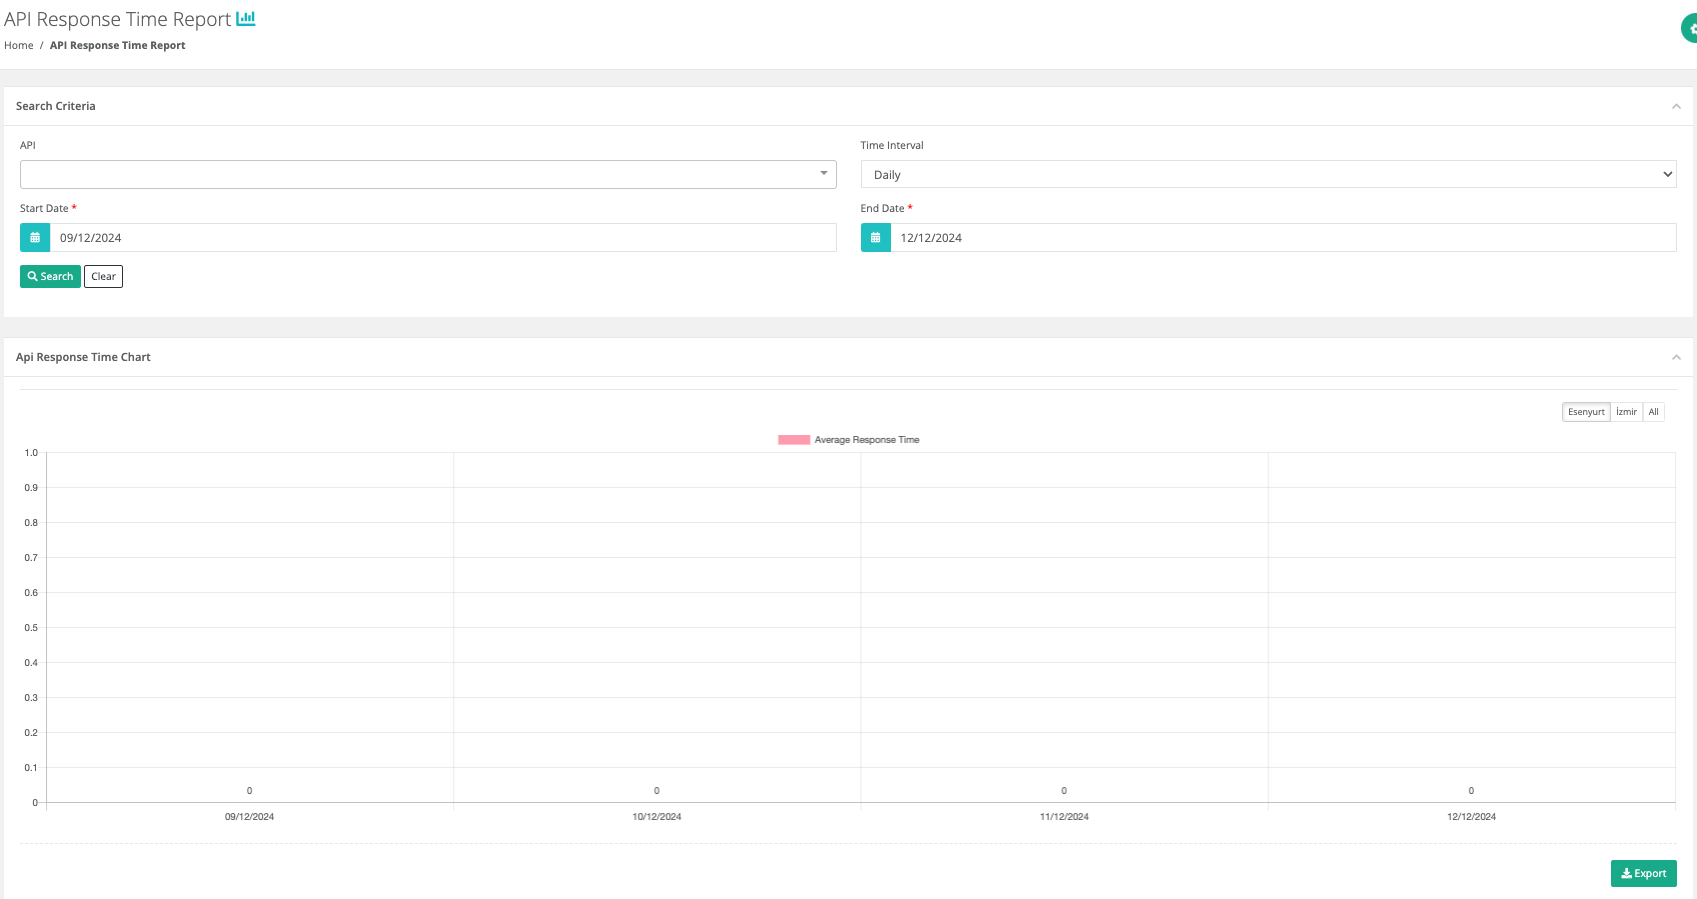 API Response Time Report
Home / API Response Time Report
Search Criteria
API
Time Interval
Daily
Start Date *
End Date *
09/12/2024
12/12/2024
Search Clear
Api Response Time Chart
Esenyurt İzmir All
Average Response Time
1.0
0.9
0.8
0.7
0.6
0.5
0.4
0.3
0.2
0.1
0 0 0 0
0
09/12/2024 10/12/2024 11/12/2024 12/12/2024
Export